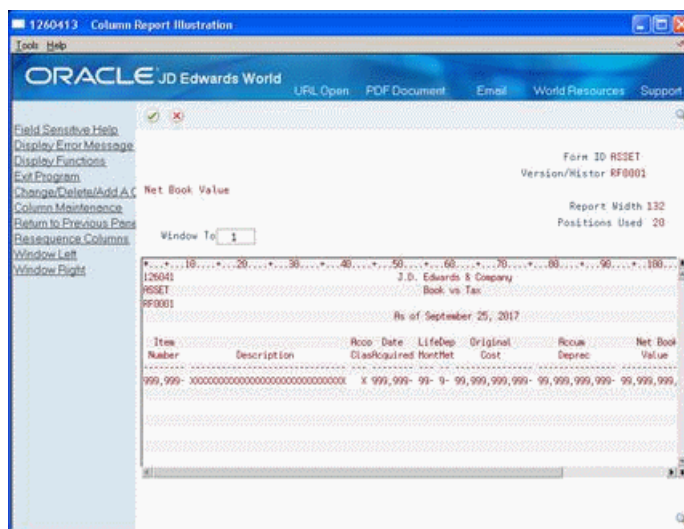 1260413 Column Report Illustration
Tools Help
ORACLE JD Edwards World
URL Open PDF Document Email World Resources Support
Field Sensitive Help
Display Error Message
Display Functions
Exit Program
Change/Delete/Add A C
Column Maintenance
Return to Previous Pane
Resequence Columns
Window Left
Window Right
Form ID ASSET
Version/Histor RF0001
Net Book Value
Report Width 132
Positions Used 20
Window To 1
*...+...10....+...20....+...30....+...40....+...50....+...60....+...70....+...80....+...90....+...100...
126041 J.D. Edwards & Company
ASSET Book vs Tax
RF0001
As of September 25, 2017
Item Acco Date LifeDep Original Accum Net Book
Number Description ClasAcquired MontMet Cost Deprec Value
999,999- XXXXXXXXXXXXXXXXXXXXXXXXXXXXXX X 999,999- 99- 9- 99,999,999,999- 99,999,999,999- 99,999,999,